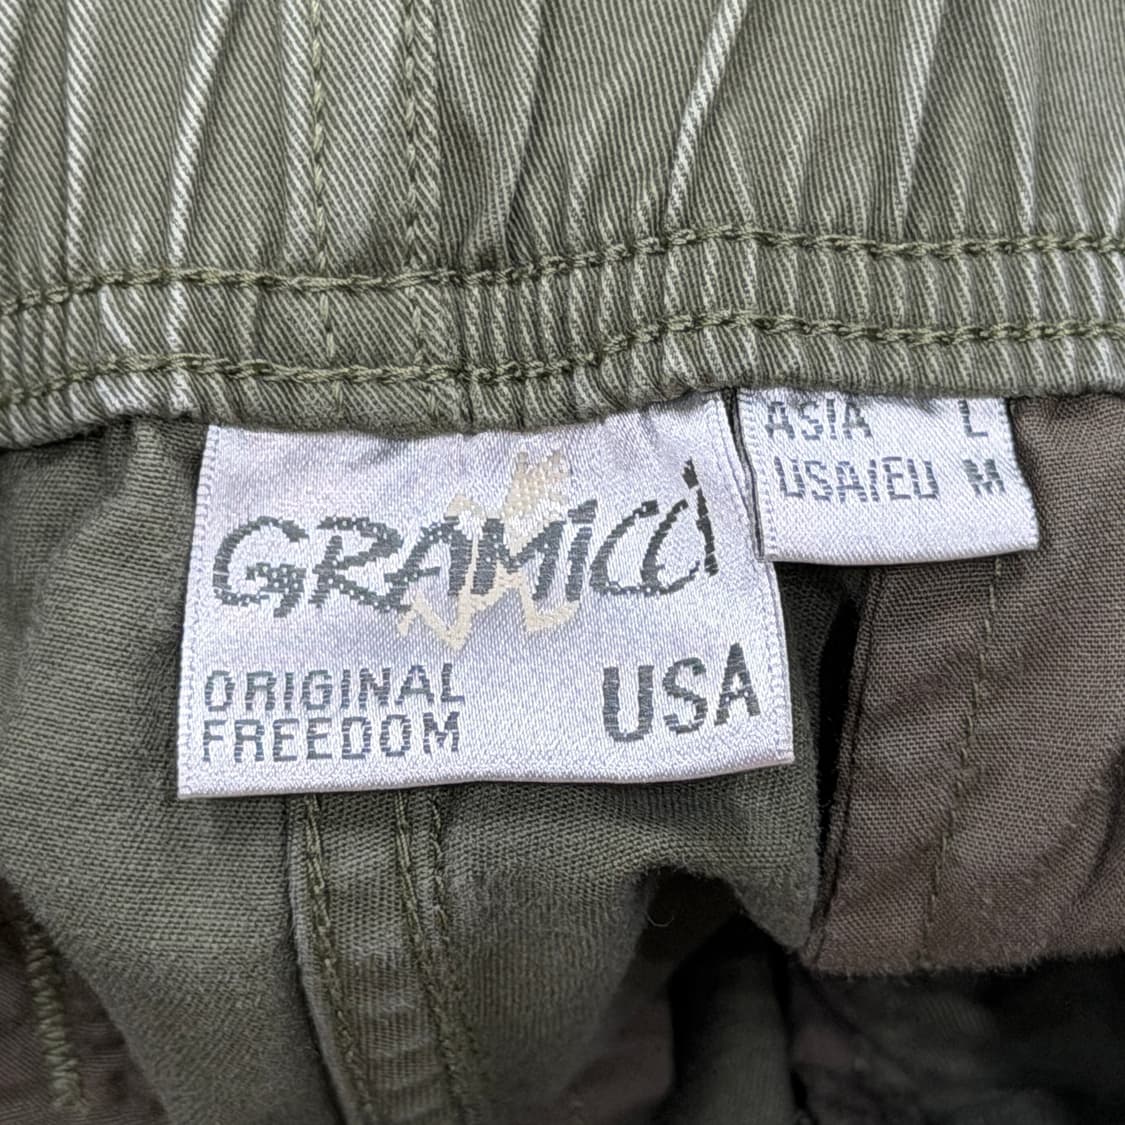 ASIA L
USA/EU M
GRAMICCI
ORIGINAL
FREEDOM
USA